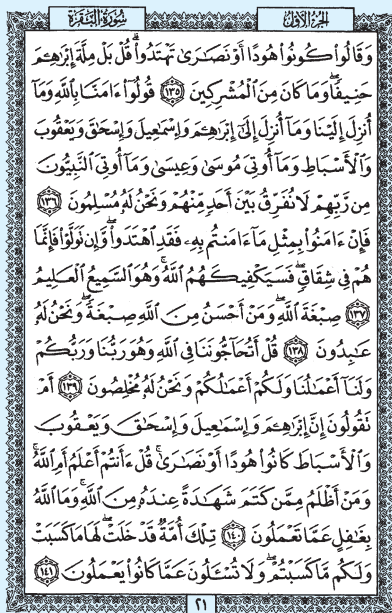 الجزء الأول
سورة البقرة
وَقَالُوا۟ كُونُوا۟ هُودًا أَوْ نَصَـٰرَىٰ تَهْتَدُوا۟ ۗ قُلْ بَلْ مِلَّةَ إِبْرَٰهِـۧمَ
حَنِيفًا ۖ وَمَا كَانَ مِنَ ٱلْمُشْرِكِينَ ١٣٥ قُولُوٓا۟ ءَامَنَّا بِٱللَّهِ وَمَآ
أُنزِلَ إِلَيْنَا وَمَآ أُنزِلَ إِلَىٰٓ إِبْرَٰهِـۧمَ وَإِسْمَـٰعِيلَ وَإِسْحَـٰقَ وَيَعْقُوبَ
وَٱلْأَسْبَاطِ وَمَآ أُوتِىَ مُوسَىٰ وَعِيسَىٰ وَمَآ أُوتِىَ ٱلنَّبِيُّونَ
مِن رَّبِّهِمْ لَا نُفَرِّقُ بَيْنَ أَحَدٍ مِّنْهُمْ وَنَحْنُ لَهُۥ مُسْلِمُونَ ١٣٦
فَإِنْ ءَامَنُوا۟ بِمِثْلِ مَآ ءَامَنتُم بِهِۦ فَقَدِ ٱهْتَدَوا۟ ۖ وَّإِن تَوَلَّوْا۟ فَإِنَّمَا
هُمْ فِى شِقَاقٍ ۖ فَسَيَكْفِيكَهُمُ ٱللَّهُ ۚ وَهُوَ ٱلسَّمِيعُ ٱلْعَلِيمُ
١٣٧ صِبْغَةَ ٱللَّهِ ۖ وَمَنْ أَحْسَنُ مِنَ ٱللَّهِ صِبْغَةً ۖ وَنَحْنُ لَهُۥ
عَـٰبِدُونَ ١٣٨ قُلْ أَتُحَآجُّونَنَا فِى ٱللَّهِ وَهُوَ رَبُّنَا وَرَبُّكُمْ
وَلَنَآ أَعْمَـٰلُنَا وَلَكُمْ أَعْمَـٰلُكُمْ وَنَحْنُ لَهُۥ مُخْلِصُونَ ١٣٩ أَمْ
تَقُولُونَ إِنَّ إِبْرَٰهِـۧمَ وَإِسْمَـٰعِيلَ وَإِسْحَـٰقَ وَيَعْقُوبَ
وَٱلْأَسْبَاطَ كَانُوا۟ هُودًا أَوْ نَصَـٰرَىٰ ۗ قُلْ ءَأَنتُمْ أَعْلَمُ أَمِ ٱللَّهُ ۗ
وَمَنْ أَظْلَمُ مِمَّن كَتَمَ شَهَـٰدَةً عِندَهُۥ مِنَ ٱللَّهِ ۗ وَمَا ٱللَّهُ
بِغَـٰفِلٍ عَمَّا تَعْمَلُونَ ١٤٠ تِلْكَ أُمَّةٌ قَدْ خَلَتْ ۖ لَهَا مَا كَسَبَتْ
وَلَكُم مَّا كَسَبْتُمْ ۖ وَلَا تُسْـَٔلُونَ عَمَّا كَانُوا۟ يَعْمَلُونَ ١٤١
٢١